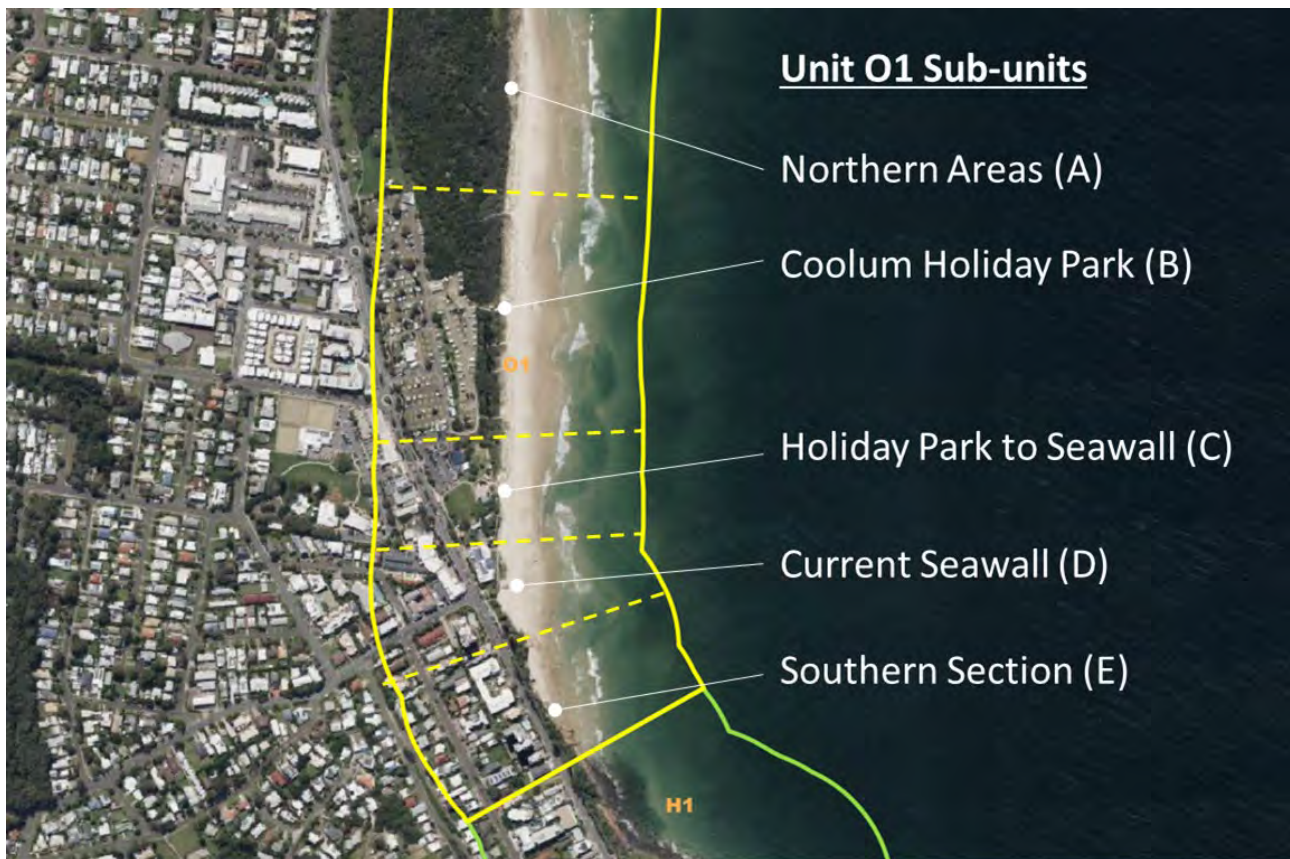 Unit O1 Sub-units
Northern Areas (A)
Coolum Holiday Park (B)
O1
Holiday Park to Seawall (C)
Current Seawall (D)
Southern Section (E)
H1